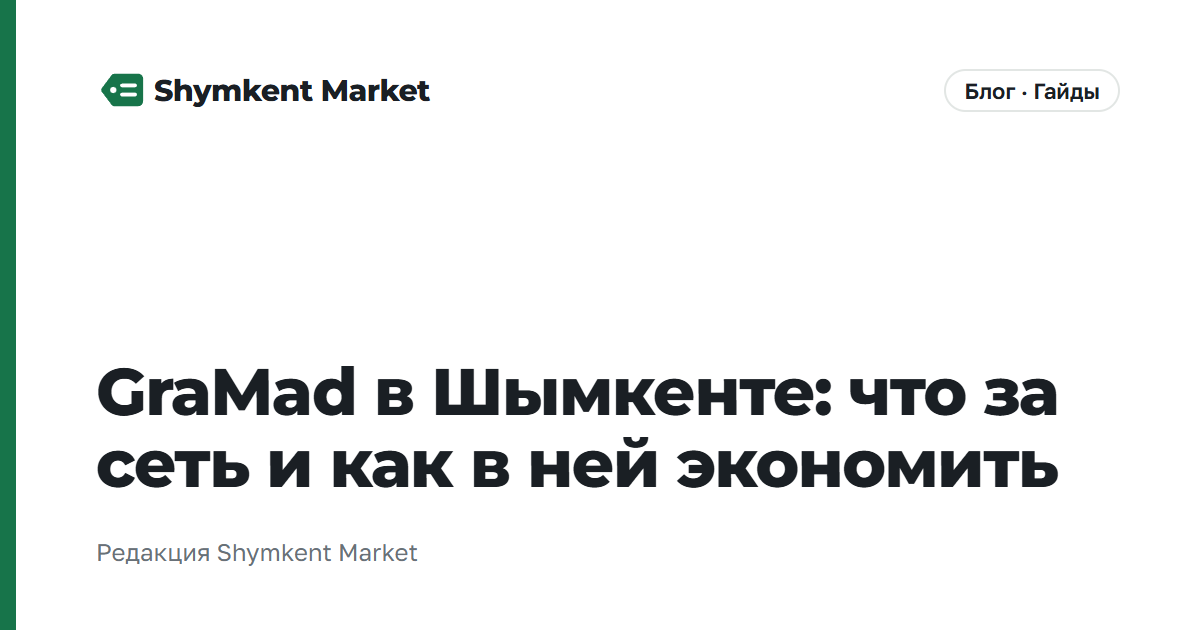 Shymkent Market
Блог · Гайды
GraMad в Шымкенте: что за
сеть и как в ней экономить
Редакция Shymkent Market